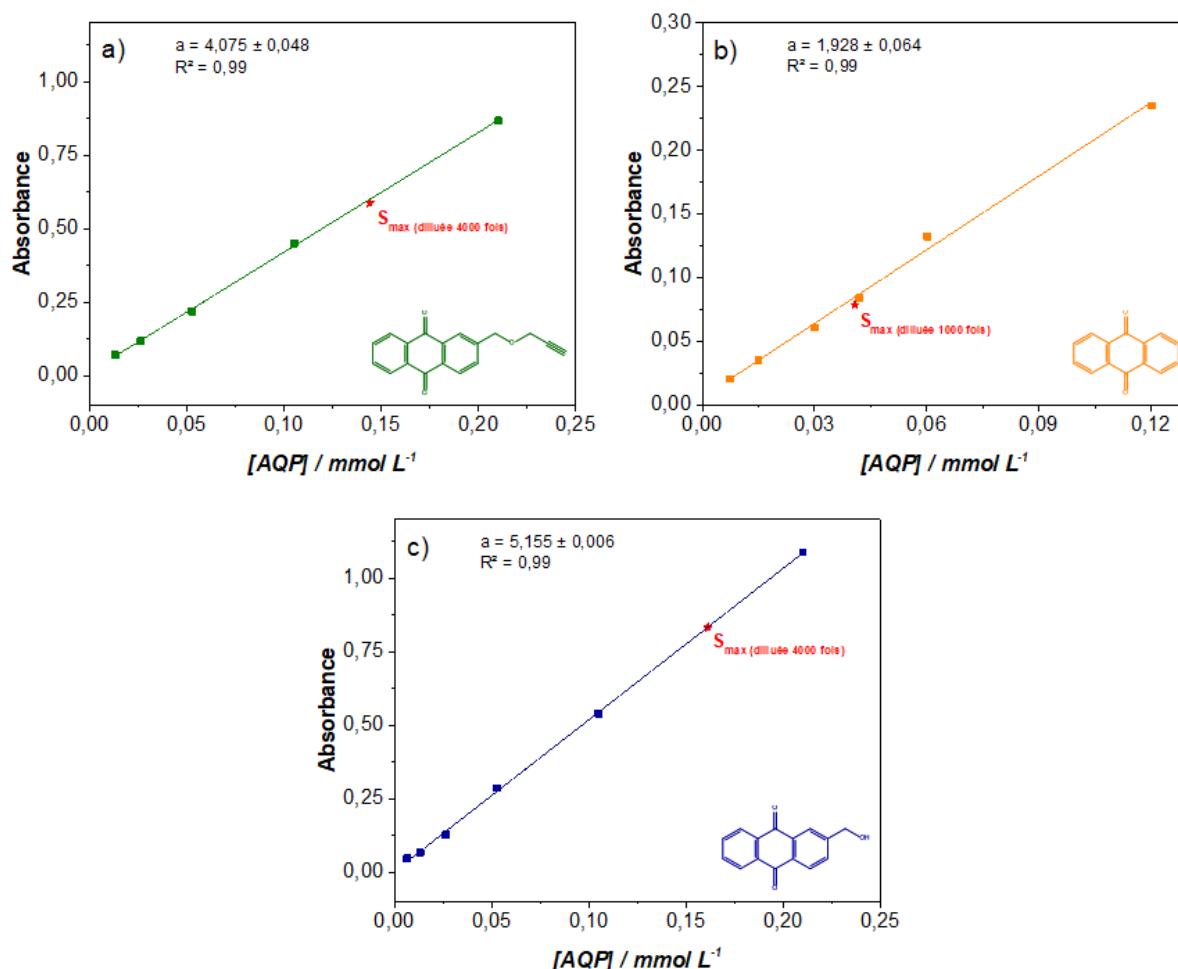 a)
a = 4,075 ± 0,048
R² = 0,99
1,00
0,75
0,50
0,25
0,00
Absorbance
S max (diluée 4000 fois)
O
O
O
0,00 0,05 0,10 0,15 0,20 0,25
[AQP] / mmol L-1
b)
a = 1,928 ± 0,064
R² = 0,99
0,30
0,25
0,20
0,15
0,10
0,05
0,00
Absorbance
S max (diluée 1000 fois)
O
O
0,00 0,03 0,06 0,09 0,12
[AQP] / mmol L-1
c)
a = 5,155 ± 0,006
R² = 0,99
1,00
0,75
0,50
0,25
0,00
Absorbance
S max (diluée 4000 fois)
O
OH
O
0,00 0,05 0,10 0,15 0,20 0,25
[AQP] / mmol L-1